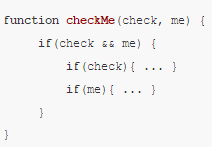 function checkMe(check, me) {
    if(check && me) {
        if(check){ ... }
        if(me){ ... }
    }
}